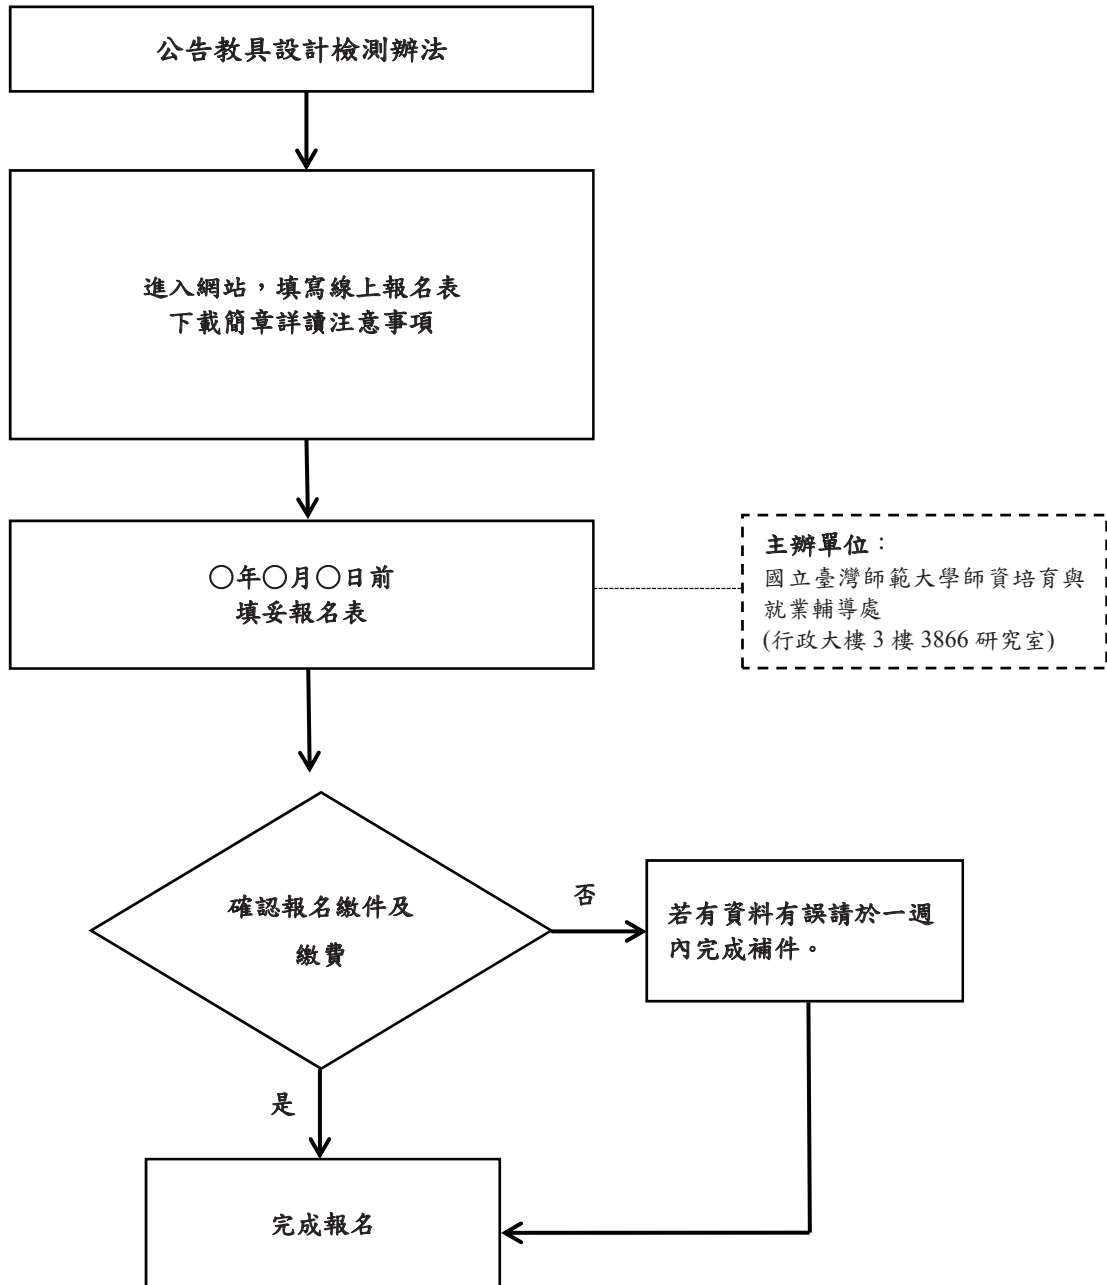 公告教具設計檢測辦法
進入網站，填寫線上報名表
下載簡章詳讀注意事項
○年○月○日前
填妥報名表
主辦單位：
國立臺灣師範大學師資培育與
就業輔導處
(行政大樓 3 樓 3866 研究室)
確認報名繳件及
繳費
否
若有資料有誤請於一週
內完成補件。
是
完成報名